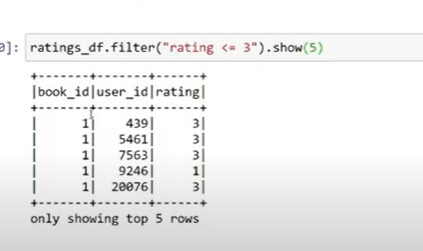 0]: ratings_df.filter("rating <= 3").show(5)
+-------+-------+------+
|book_id|user_id|rating|
+-------+-------+------+
|      1|    439|     3|
|      1|   5461|     3|
|      1|   7563|     3|
|      1|   9246|     1|
|      1|  20076|     3|
+-------+-------+------+
only showing top 5 rows